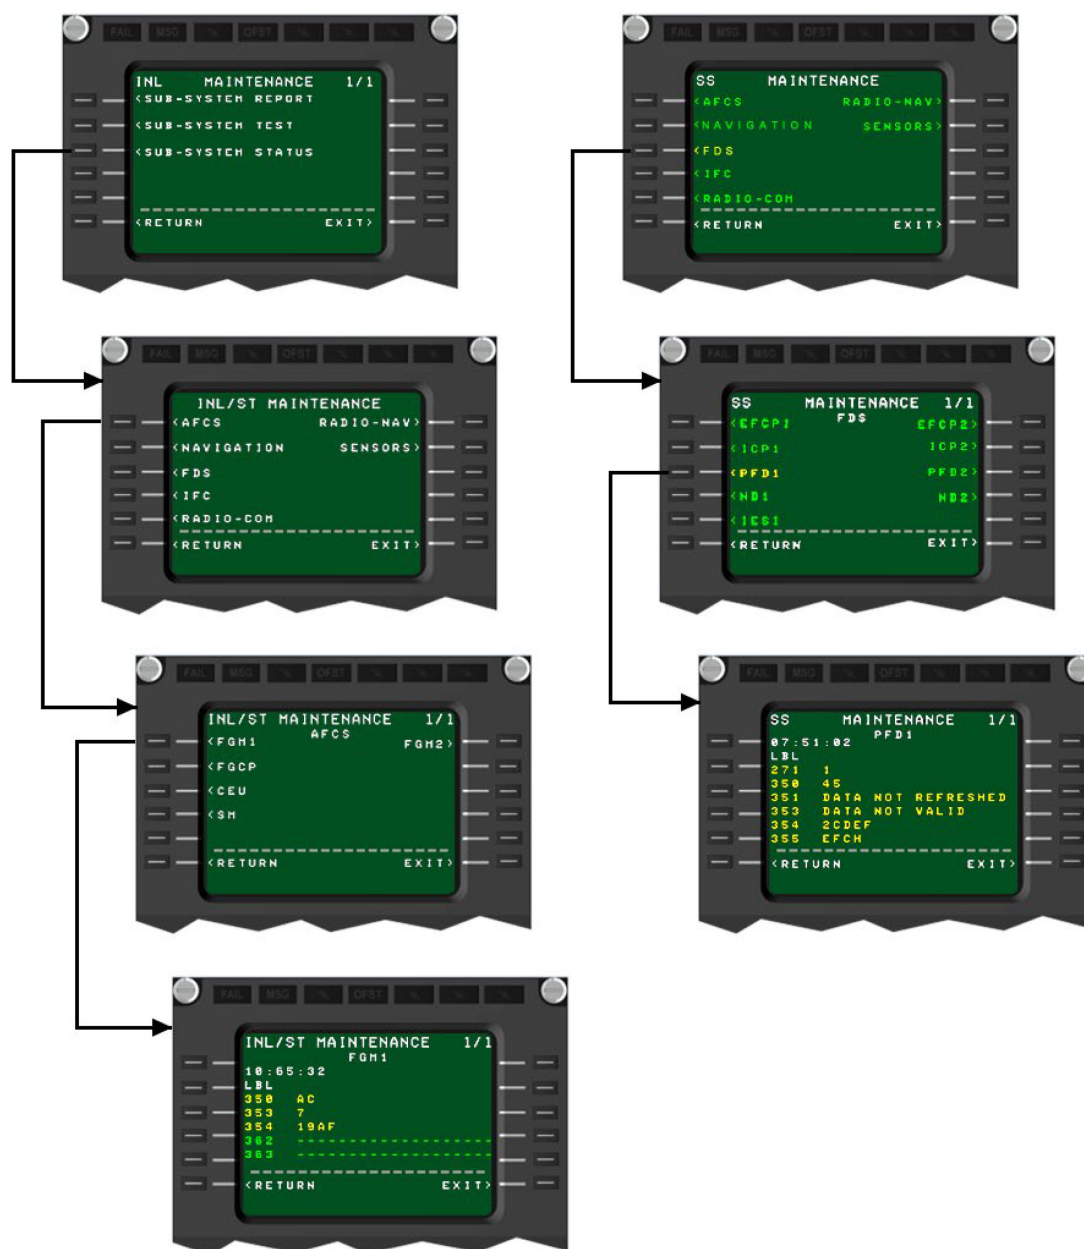 FAIL MSG OFST
INL MAINTENANCE 1/1
<SUB-SYSTEM REPORT
<SUB-SYSTEM TEST
<SUB-SYSTEM STATUS
<RETURN EXIT>
FAIL MSG OFST
INL/ST MAINTENANCE
<AFCS RADIO-NAV>
<NAVIGATION SENSORS>
<FDS
<IFC
<RADIO-COM
<RETURN EXIT>
FAIL MSG OFST
INL/ST MAINTENANCE 1/1
AFCS
<FGM1 FGM2>
<FGCP
<CEU
<SM
<RETURN EXIT>
FAIL MSG OFST
INL/ST MAINTENANCE 1/1
FGM1
10:65:32
LBL
350 AC
353 7
354 19AF
362 --------------------
363 --------------------
<RETURN EXIT>
FAIL MSG OFST
SS MAINTENANCE
<AFCS RADIO-NAV>
<NAVIGATION SENSORS>
<FDS
<IFC
<RADIO-COM
<RETURN EXIT>
FAIL MSG OFST
SS MAINTENANCE 1/1
FDS
<EFCP1 EFCP2>
<ICP1 ICP2>
<PFD1 PFD2>
<ND1 ND2>
<IESI
<RETURN EXIT>
FAIL MSG OFST
SS MAINTENANCE 1/1
PFD1
07:51:02
LBL
271 1
350 45
351 DATA NOT REFRESHED
353 DATA NOT VALID
354 2CDEF
355 EFCH
<RETURN EXIT>